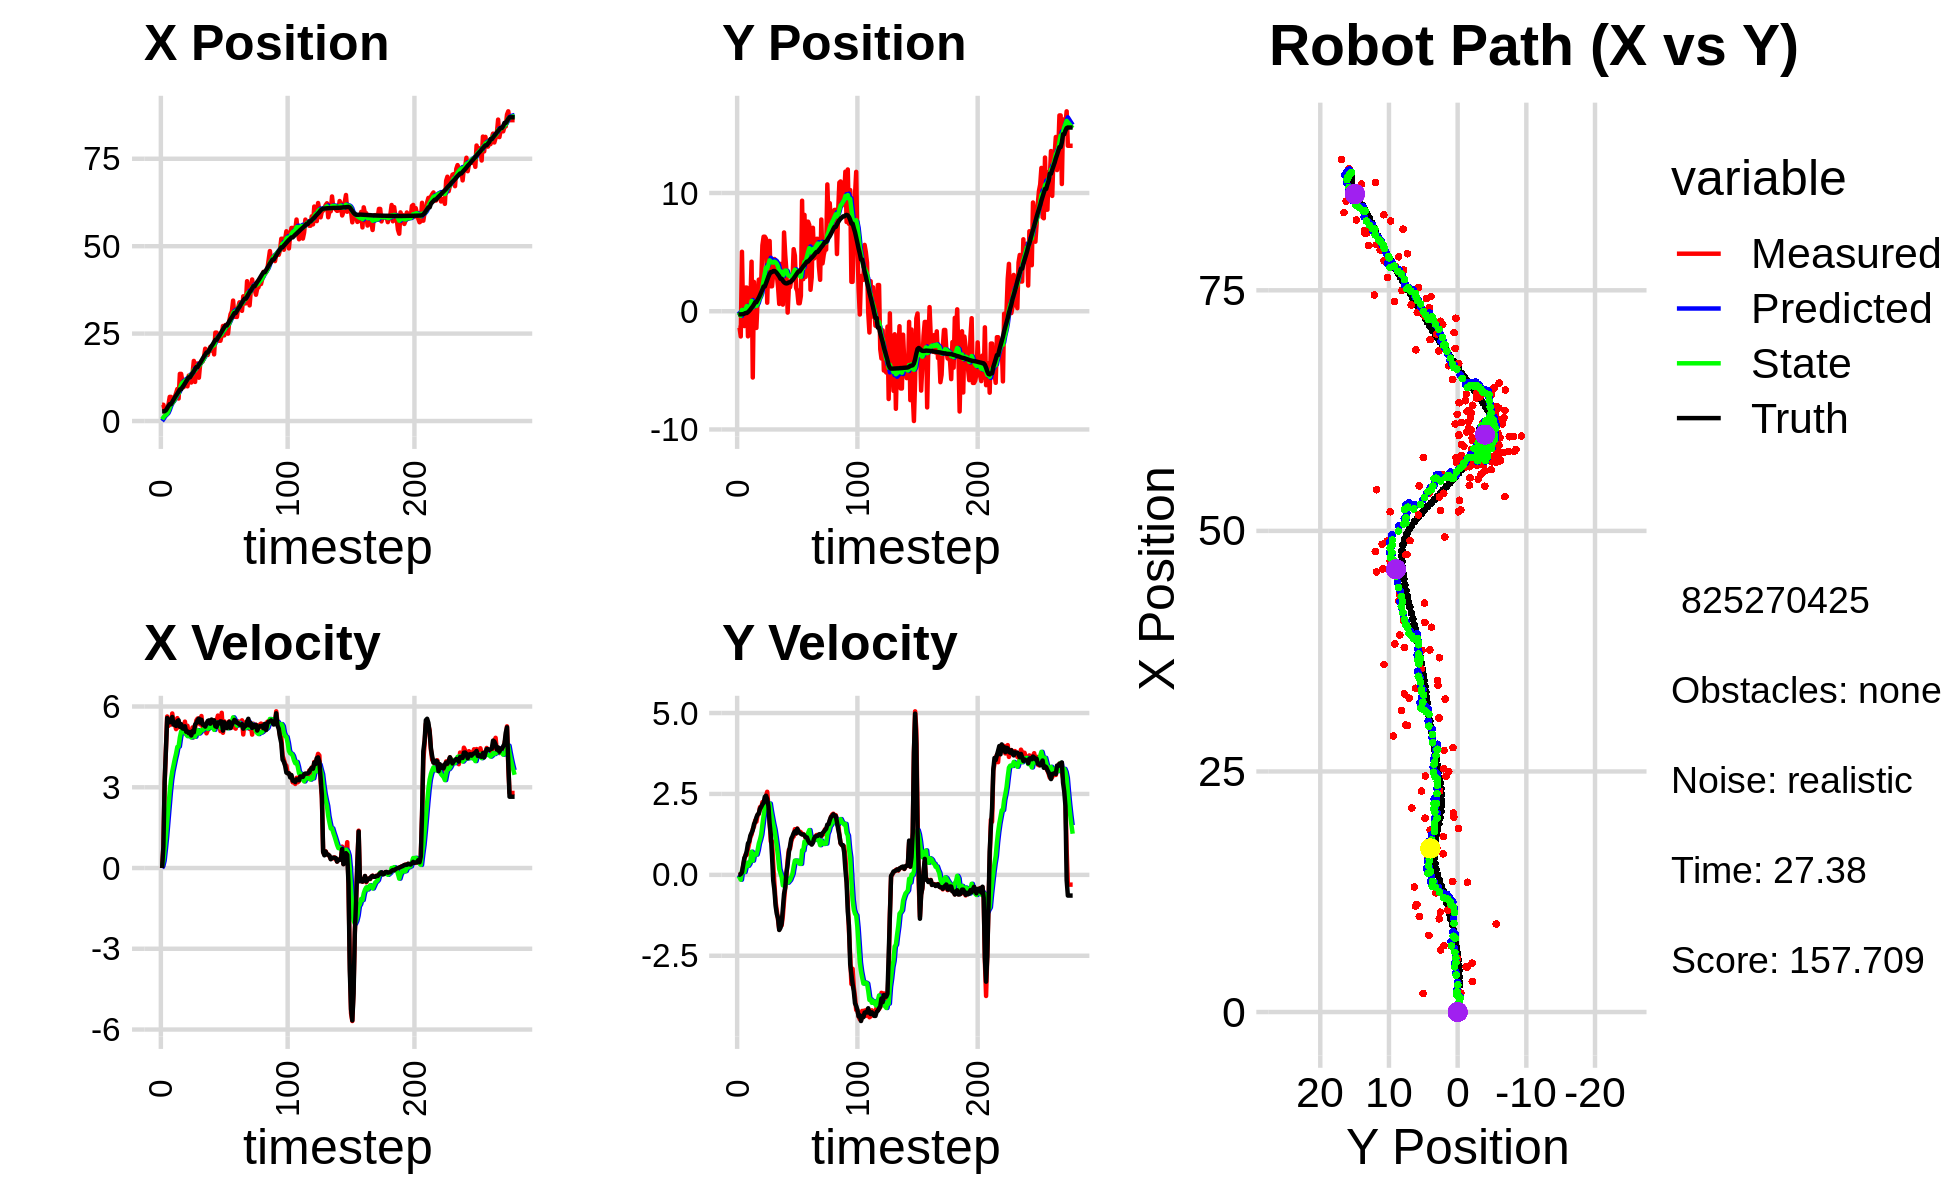 X Position
75
50
25
0
0
100
200
timestep
Y Position
10
0
-10
0
100
200
timestep
X Velocity
6
3
0
-3
-6
0
100
200
timestep
Y Velocity
5.0
2.5
0.0
-2.5
0
100
200
timestep
Robot Path (X vs Y)
X Position
75
50
25
0
20 10 0 -10 -20
Y Position
variable
Measured
Predicted
State
Truth
825270425
Obstacles: none
Noise: realistic
Time: 27.38
Score: 157.709